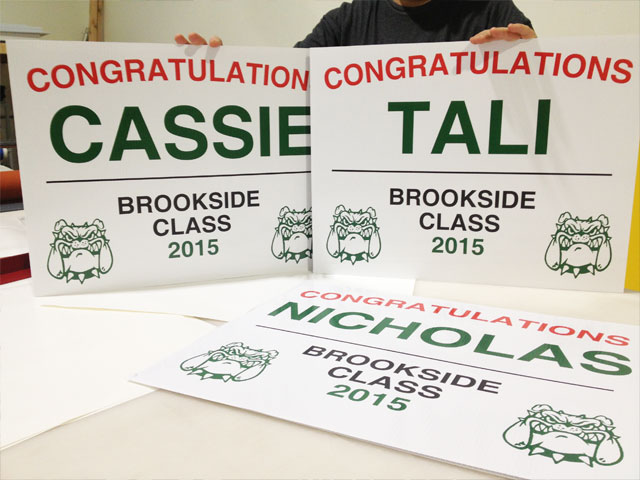 CONGRATULATION
CASSIE
BROOKSIDE
CLASS
2015
CONGRATULATIONS
TALI
BROOKSIDE
CLASS
2015
CONGRATULATIONS
NICHOLAS
BROOKSIDE
CLASS
2015